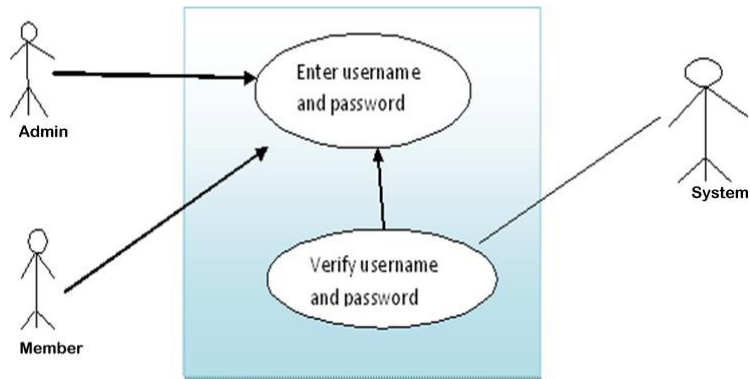 Enter username
and password
Admin
System
Verify username
and password
Member